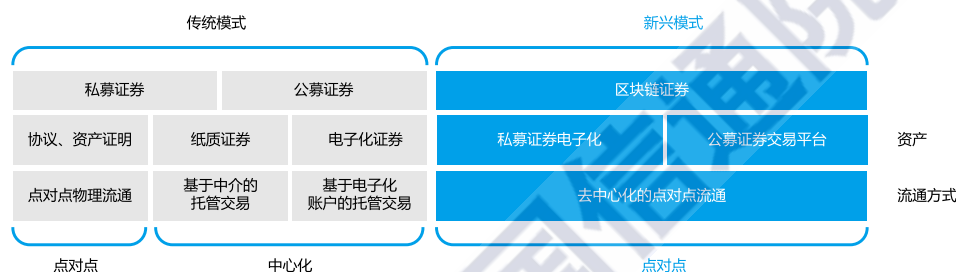 传统模式
新兴模式
私募证券
公募证券
区块链证券
协议、资产证明
纸质证券
电子化证券
私募证券电子化
公募证券交易平台
资产
点对点物理流通
基于中介的
托管交易
基于电子化
账户的托管交易
去中心化的点对点流通
流通方式
点对点
中心化
点对点
国信通院